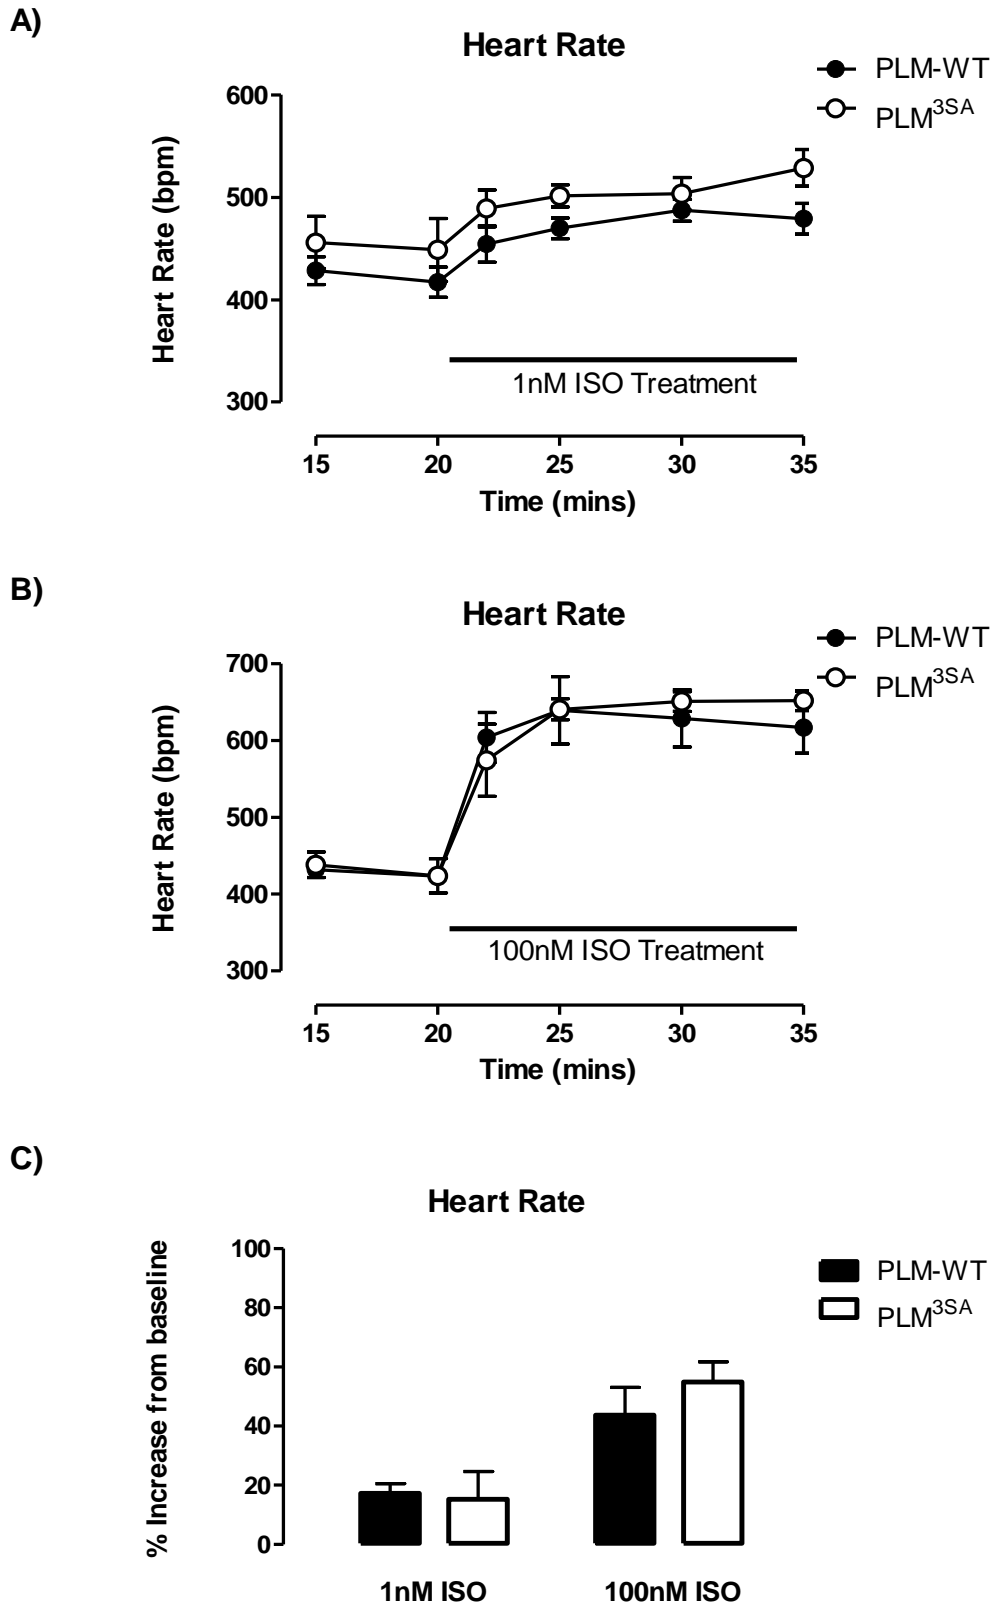 A)
Heart Rate
PLM-WT
PLM3SA
600
500
400
300
Heart Rate (bpm)
1nM ISO Treatment
15 20 25 30 35
Time (mins)
B)
Heart Rate
PLM-WT
PLM3SA
700
600
500
400
300
Heart Rate (bpm)
100nM ISO Treatment
15 20 25 30 35
Time (mins)
C)
Heart Rate
PLM-WT
PLM3SA
100
80
60
40
20
0
% Increase from baseline
1nM ISO 100nM ISO